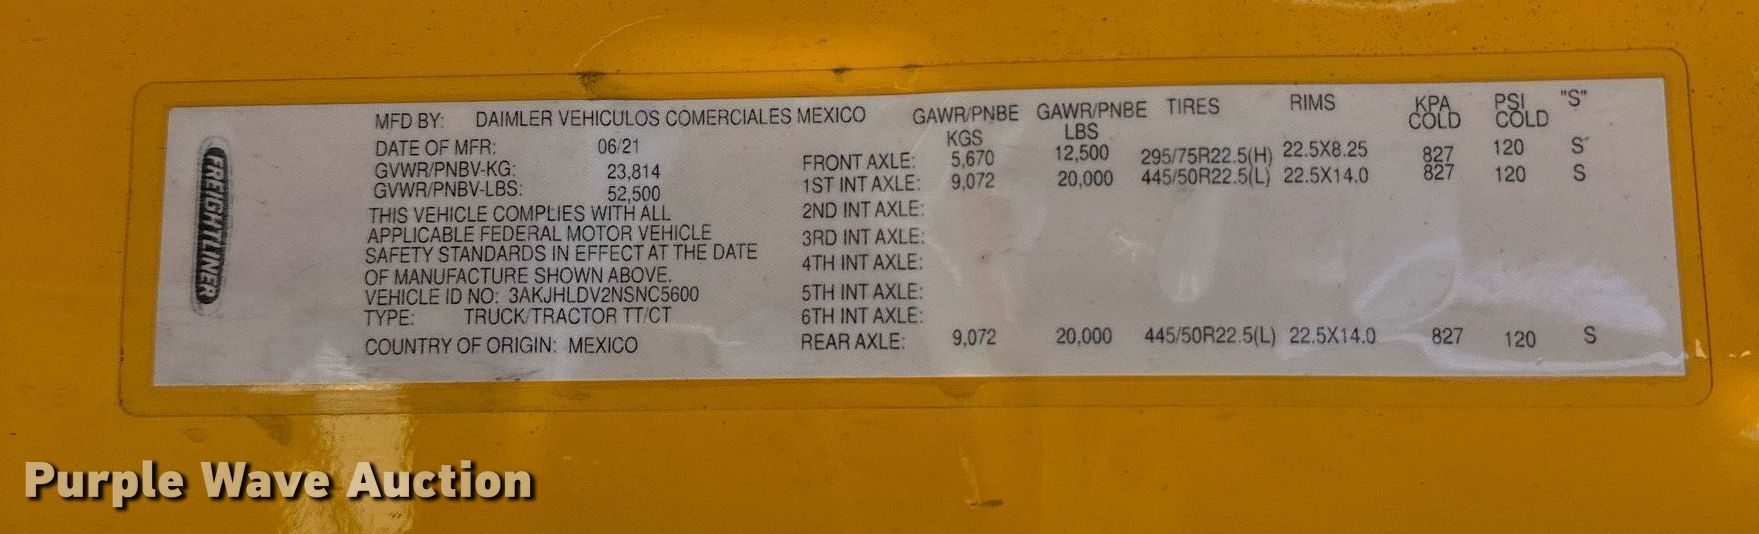 FREIGHTLINER
MFD BY: DAIMLER VEHICULOS COMERCIALES MEXICO
DATE OF MFR: 06/21
GVWR/PNBV-KG: 23,814
GVWR/PNBV-LBS: 52,500
THIS VEHICLE COMPLIES WITH ALL
APPLICABLE FEDERAL MOTOR VEHICLE
SAFETY STANDARDS IN EFFECT AT THE DATE
OF MANUFACTURE SHOWN ABOVE.
VEHICLE ID NO: 3AKJHLDV2NSNC5600
TYPE: TRUCK/TRACTOR TT/CT
COUNTRY OF ORIGIN: MEXICO
GAWR/PNBE KGS GAWR/PNBE LBS TIRES RIMS KPA COLD PSI COLD "S"
FRONT AXLE: 5,670 12,500 295/75R22.5(H) 22.5X8.25 827 120 S
1ST INT AXLE: 9,072 20,000 445/50R22.5(L) 22.5X14.0 827 120 S
2ND INT AXLE:
3RD INT AXLE:
4TH INT AXLE:
5TH INT AXLE:
6TH INT AXLE:
REAR AXLE: 9,072 20,000 445/50R22.5(L) 22.5X14.0 827 120 S
Purple Wave Auction